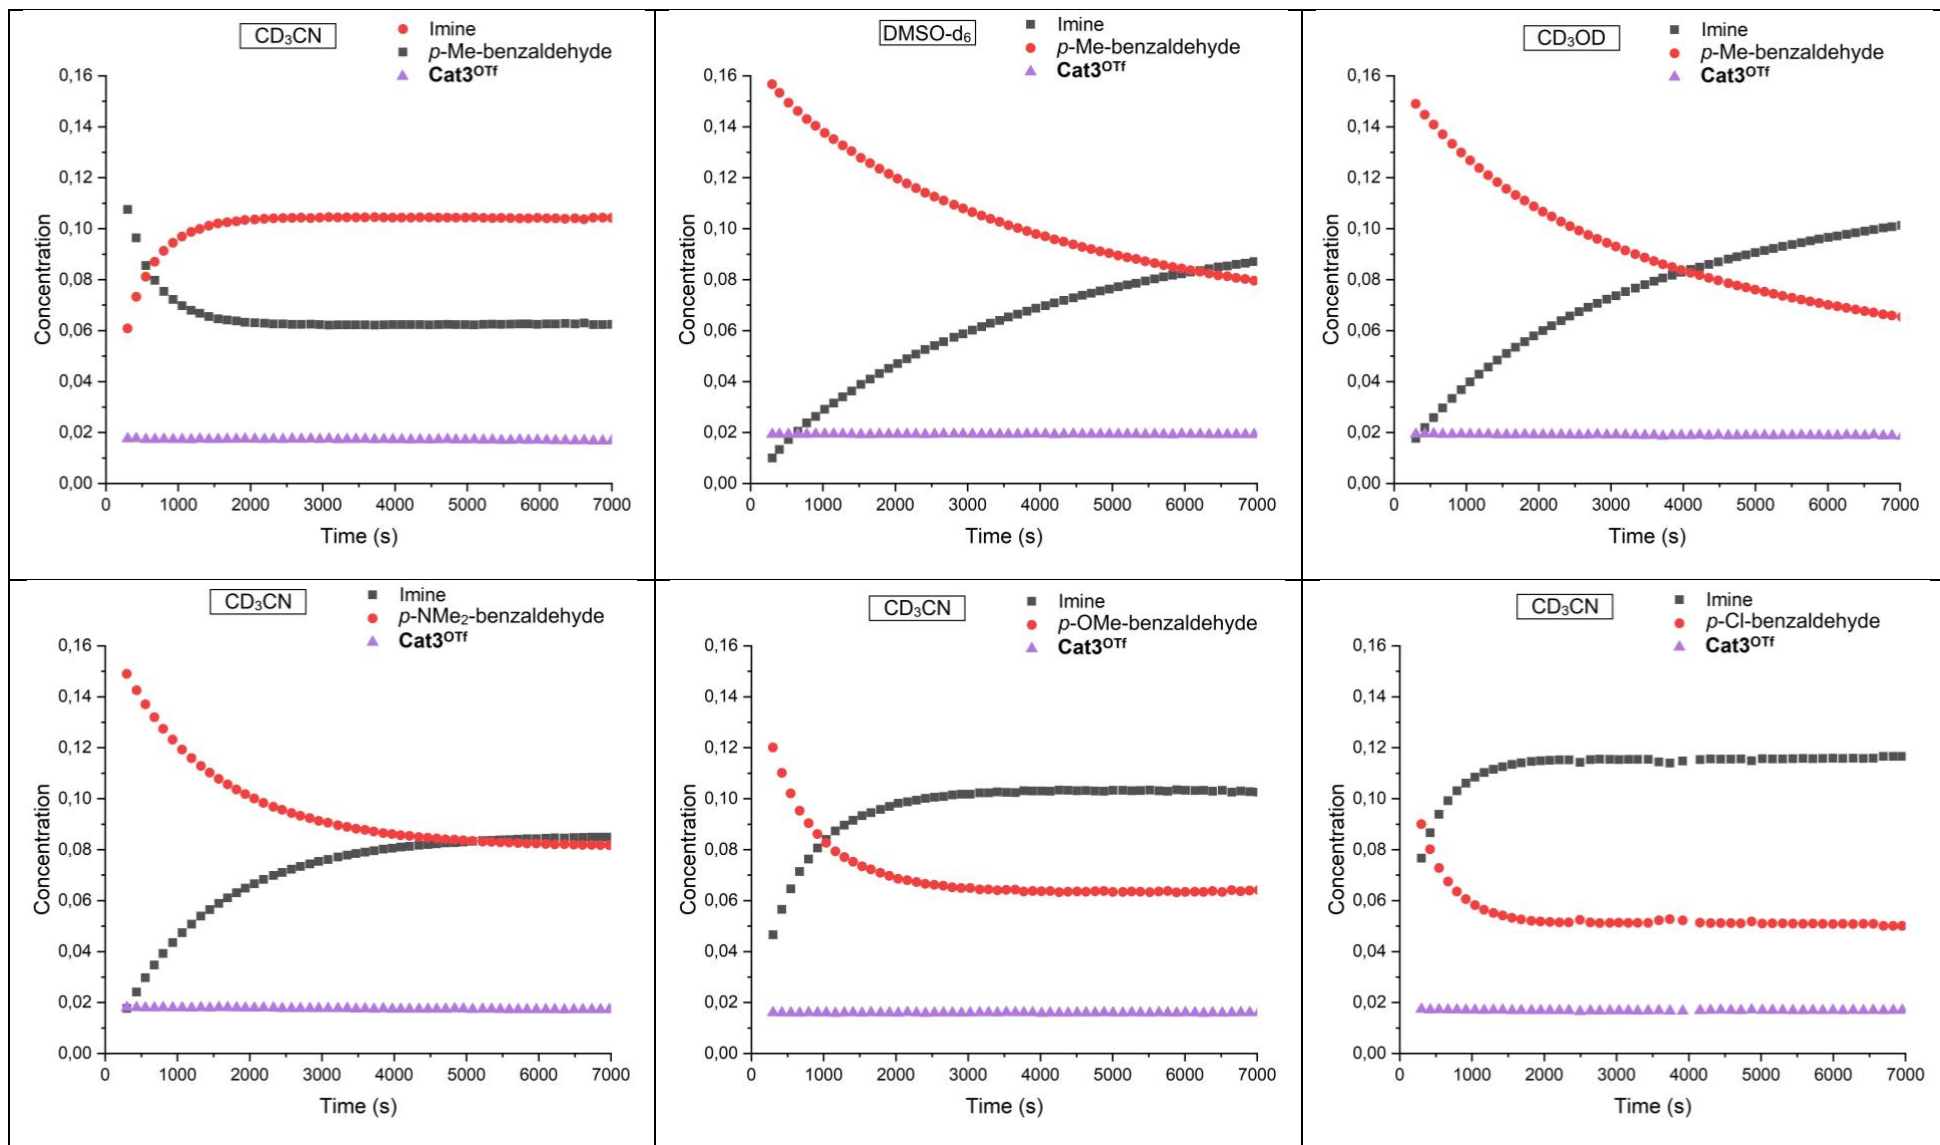 CD₃CN
Imine
p-Me-benzaldehyde
Cat3ᴼᵀᶠ
0,16
0,14
0,12
0,10
0,08
0,06
0,04
0,02
0,00
Concentration
0 1000 2000 3000 4000 5000 6000 7000
Time (s)
DMSO-d₆
Imine
p-Me-benzaldehyde
Cat3ᴼᵀᶠ
0,16
0,14
0,12
0,10
0,08
0,06
0,04
0,02
0,00
Concentration
0 1000 2000 3000 4000 5000 6000 7000
Time (s)
CD₃OD
Imine
p-Me-benzaldehyde
Cat3ᴼᵀᶠ
0,16
0,14
0,12
0,10
0,08
0,06
0,04
0,02
0,00
Concentration
0 1000 2000 3000 4000 5000 6000 7000
Time (s)
CD₃CN
Imine
p-NMe₂-benzaldehyde
Cat3ᴼᵀᶠ
0,16
0,14
0,12
0,10
0,08
0,06
0,04
0,02
0,00
Concentration
0 1000 2000 3000 4000 5000 6000 7000
Time (s)
CD₃CN
Imine
p-OMe-benzaldehyde
Cat3ᴼᵀᶠ
0,16
0,14
0,12
0,10
0,08
0,06
0,04
0,02
0,00
Concentration
0 1000 2000 3000 4000 5000 6000 7000
Time (s)
CD₃CN
Imine
p-Cl-benzaldehyde
Cat3ᴼᵀᶠ
0,16
0,14
0,12
0,10
0,08
0,06
0,04
0,02
0,00
Concentration
0 1000 2000 3000 4000 5000 6000 7000
Time (s)